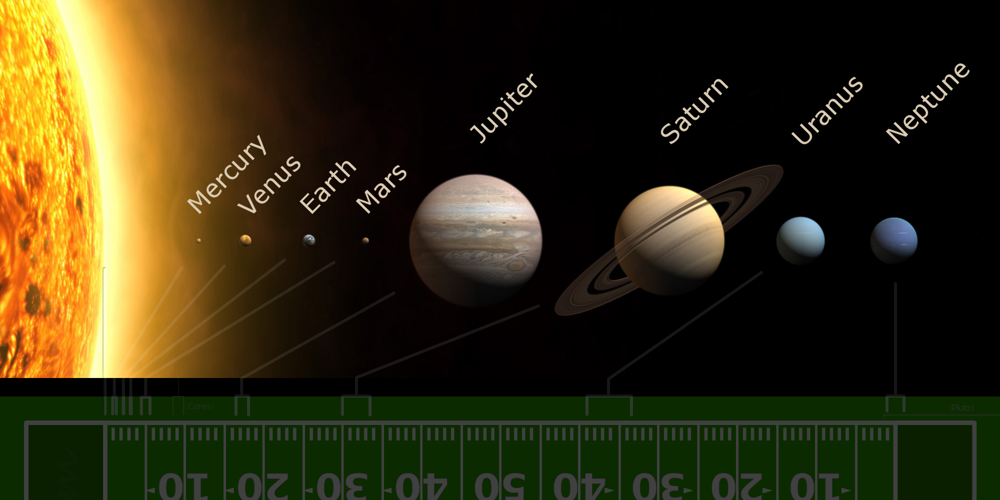 Mercury
Venus
Earth
Mars
Jupiter
Saturn
Uranus
Neptune
(Ceres)
(Pluto)
10
20
30
40
50
40
30
20
10